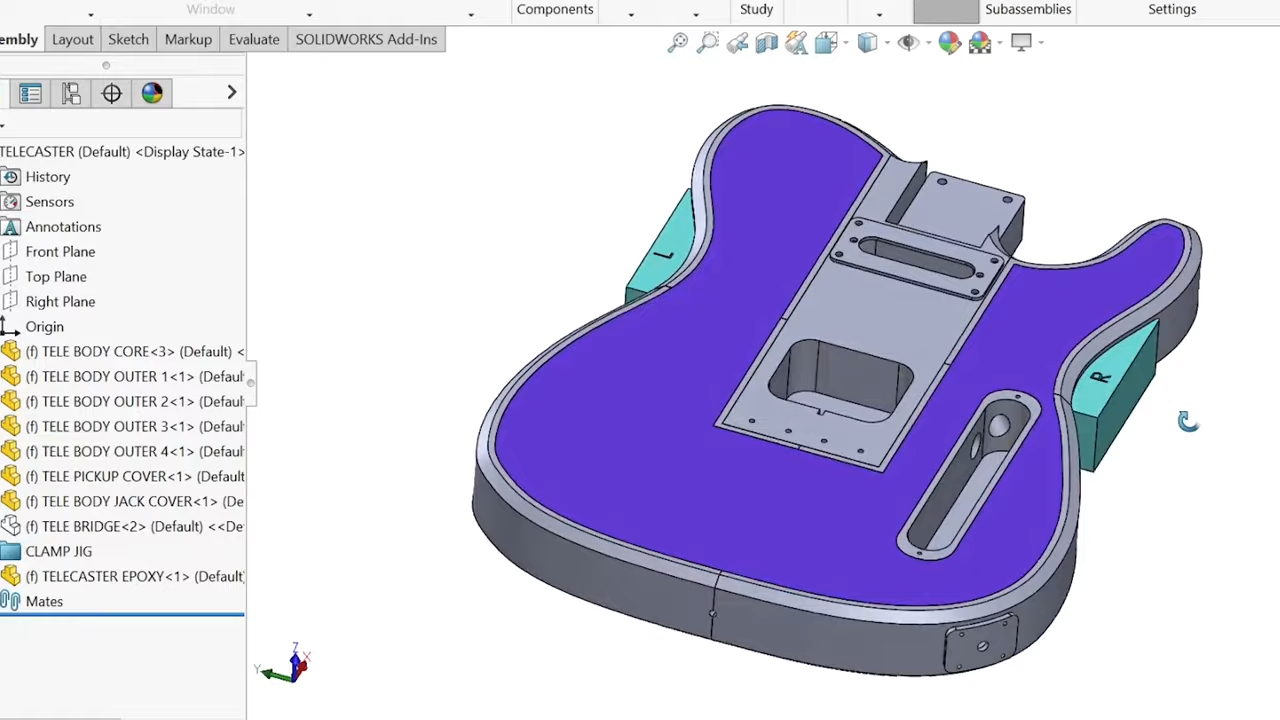 Window
Components
Study
Subassemblies
Settings
embly
Layout
Sketch
Markup
Evaluate
SOLIDWORKS Add-Ins
TELECASTER (Default) <Display State-1>
History
Sensors
Annotations
Front Plane
Top Plane
Right Plane
Origin
(f) TELE BODY CORE<3> (Default) <
(f) TELE BODY OUTER 1<1> (Defaul
(f) TELE BODY OUTER 2<1> (Defaul
(f) TELE BODY OUTER 3<1> (Defaul
(f) TELE BODY OUTER 4<1> (Defaul
(f) TELE PICKUP COVER<1> (Default
(f) TELE BODY JACK COVER<1> (De
(f) TELE BRIDGE<2> (Default) <<De
CLAMP JIG
(f) TELECASTER EPOXY<1> (Default
Mates
L
R
Z
Y
X